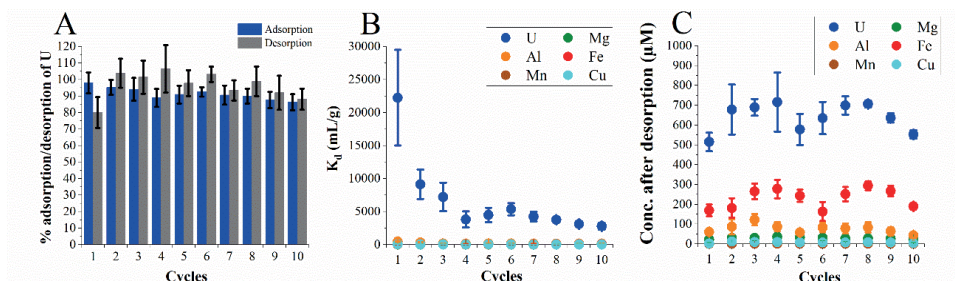 A
% adsorption/desorption of U
120
110
100
90
80
70
60
50
40
30
20
10
0
Adsorption
Desorption
1 2 3 4 5 6 7 8 9 10
Cycles
B
Kd (mL/g)
30000
25000
20000
15000
10000
5000
0
U Mg
Al Fe
Mn Cu
1 2 3 4 5 6 7 8 9 10
Cycles
C
Conc. after desorption (µM)
1000
900
800
700
600
500
400
300
200
100
0
U Mg
Al Fe
Mn Cu
1 2 3 4 5 6 7 8 9 10
Cycles